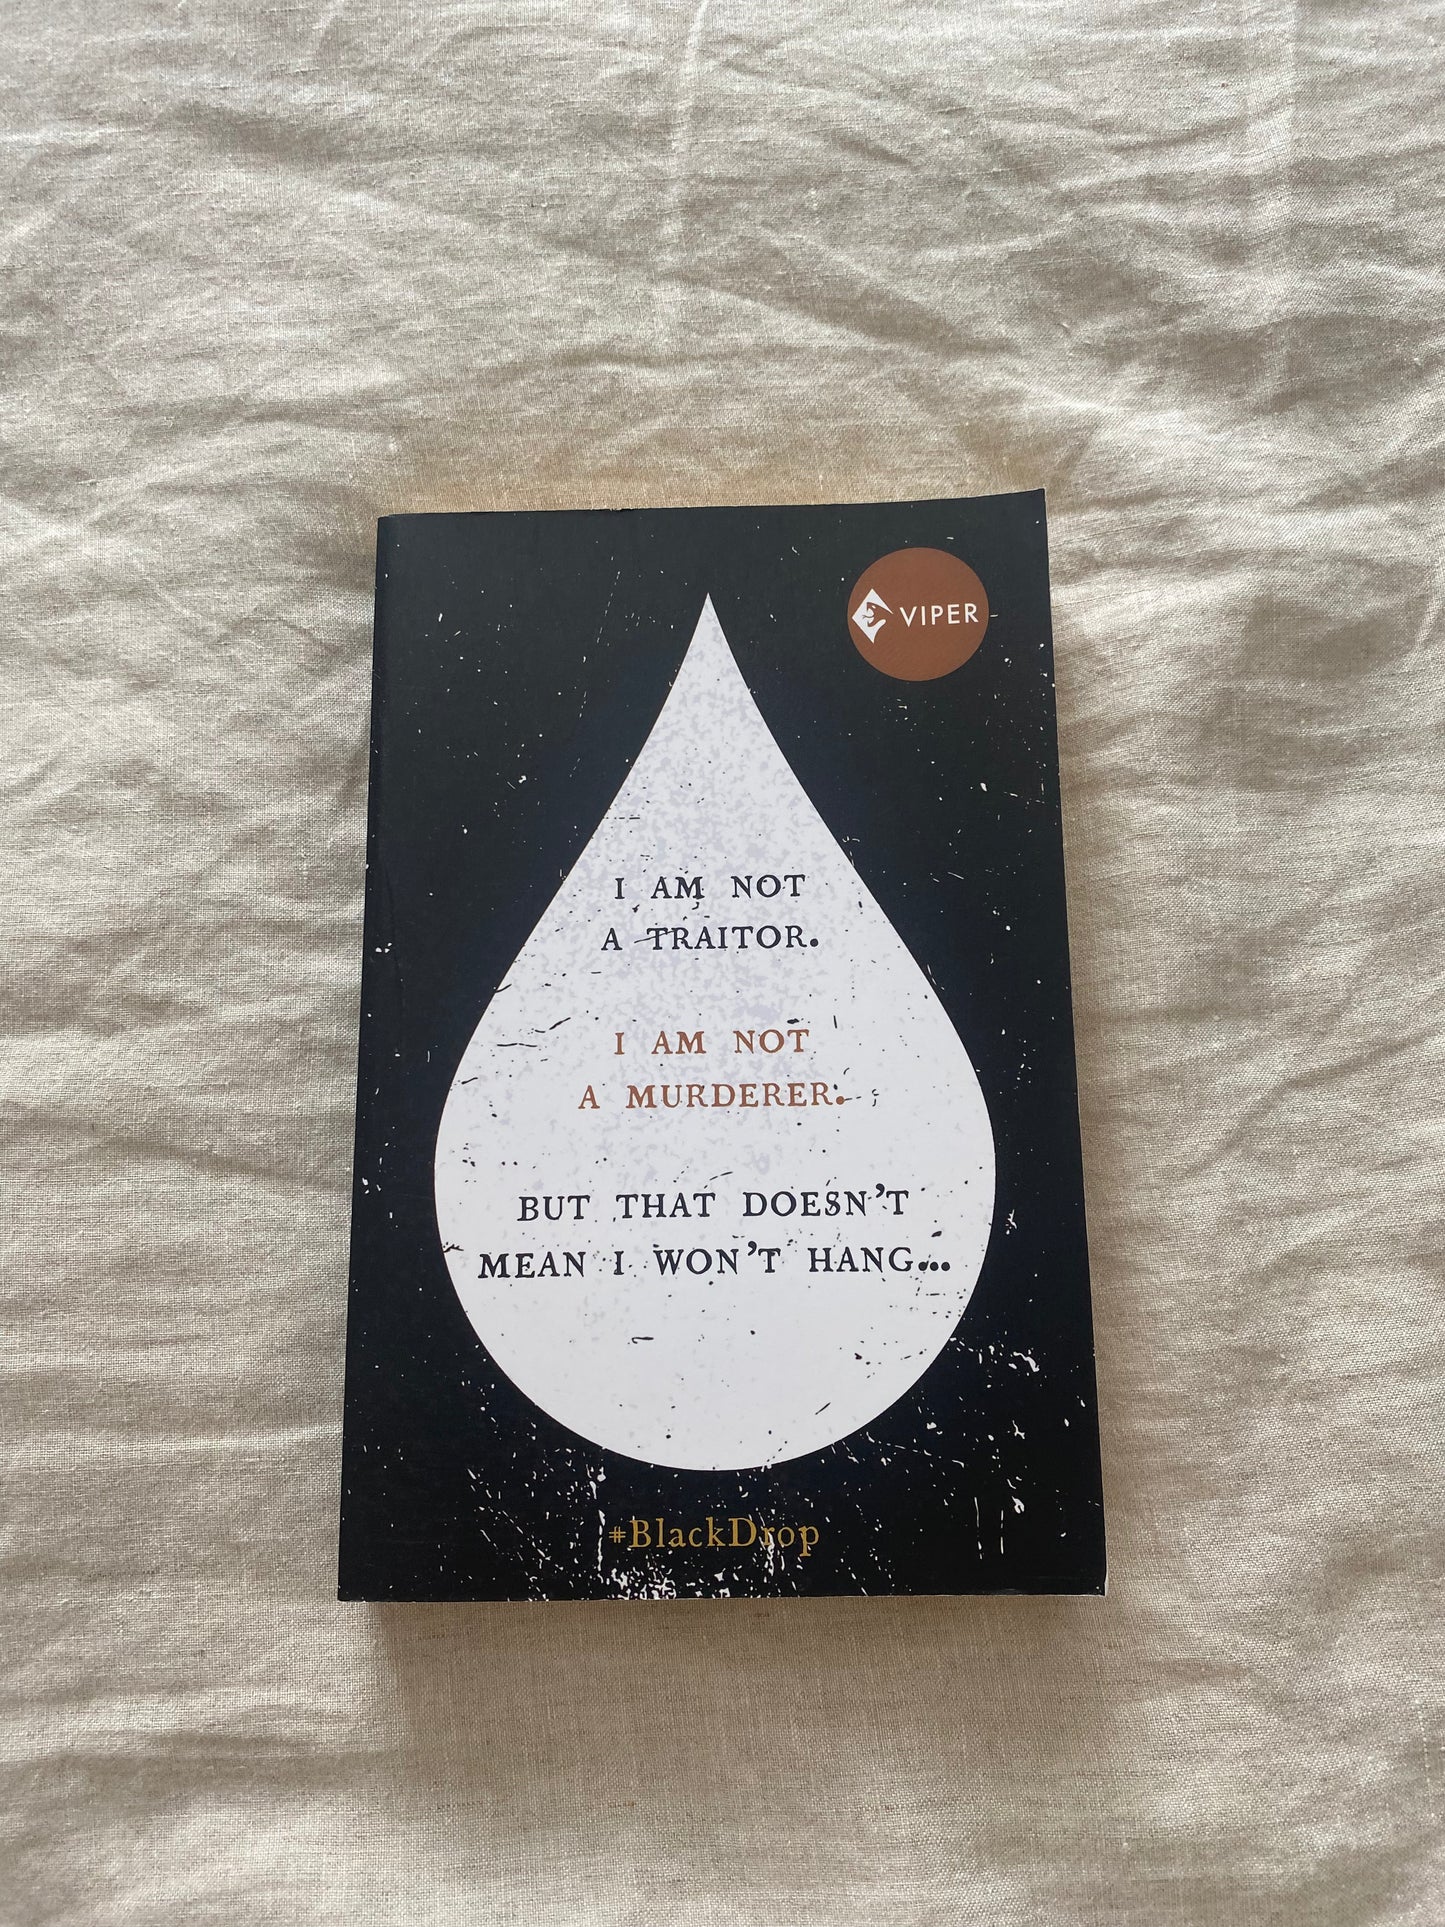 VIPER
I AM NOT
A TRAITOR.
I AM NOT
A MURDERER.
BUT THAT DOESN'T
MEAN I WON'T HANG...
#BlackDrop